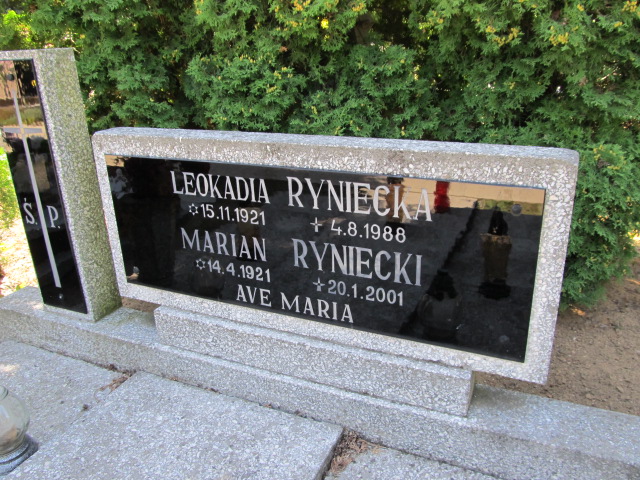 Ś. P.
LEOKADIA RYNIECKA
✡15.11.1921 +4.8.1988
MARIAN RYNIECKI
✡14.4.1921 +20.1.2001
AVE MARIA